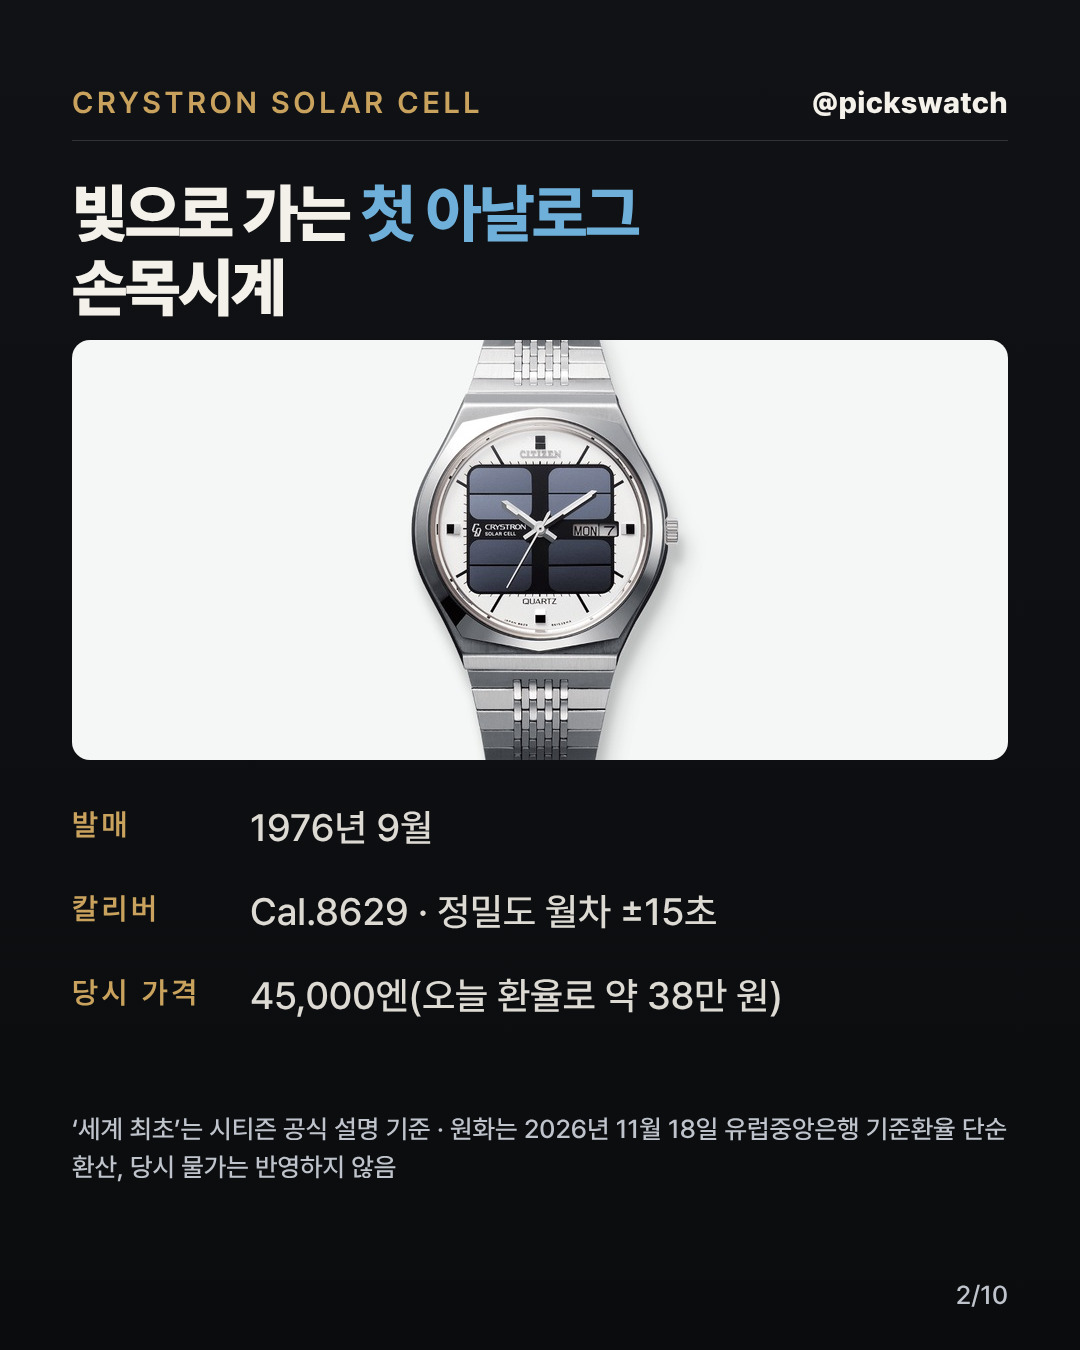 CRYSTRON SOLAR CELL
@pickswatch
빛으로 가는 첫 아날로그
손목시계
CITIZEN
CRYSTRON
SOLAR CELL
MON 7
QUARTZ
발매 1976년 9월
칼리버 Cal.8629 · 정밀도 월차 ±15초
당시 가격 45,000엔(오늘 환율로 약 38만 원)
‘세계 최초’는 시티즌 공식 설명 기준 · 원화는 2026년 11월 18일 유럽중앙은행 기준환율 단순
환산, 당시 물가는 반영하지 않음
2/10